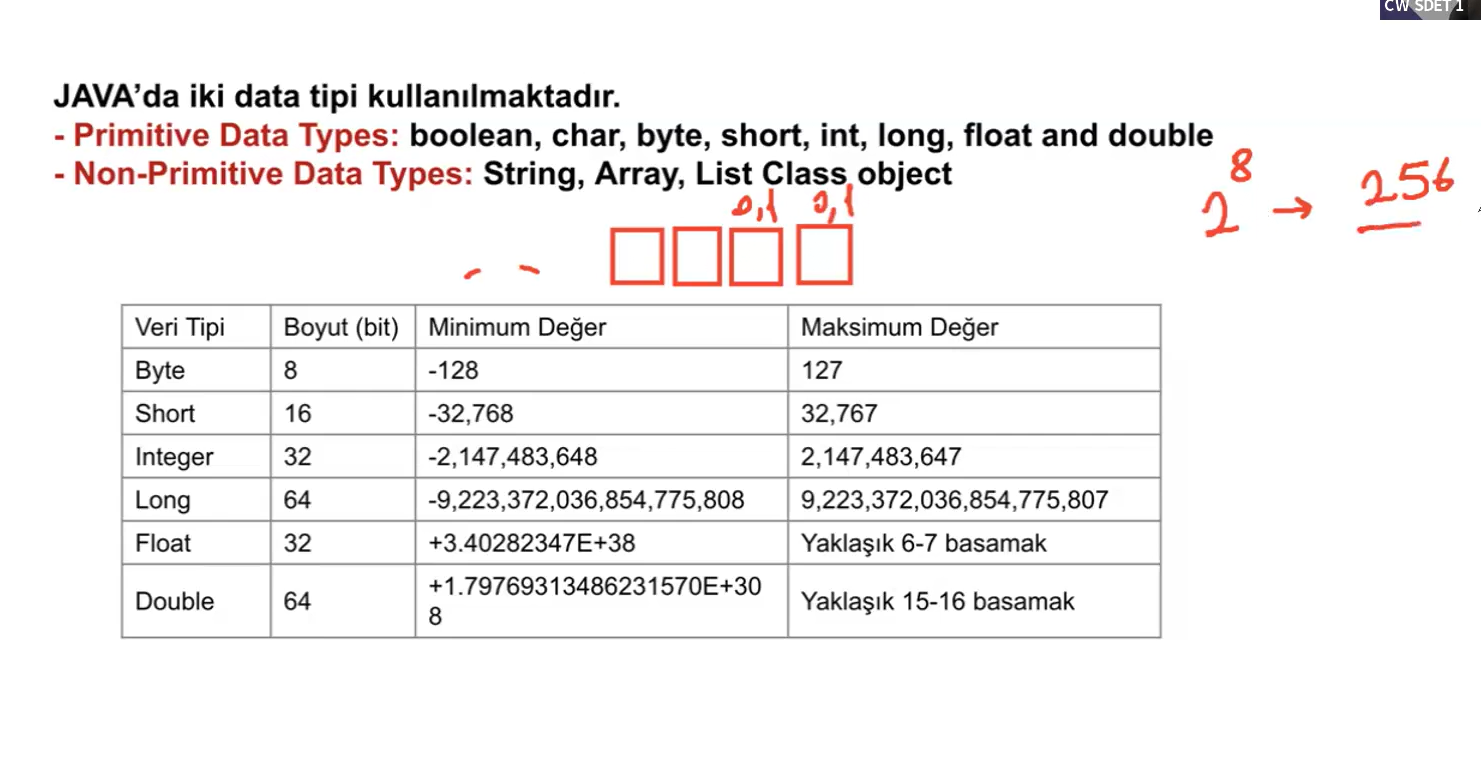 CW SDET 1
JAVA’da iki data tipi kullanılmaktadır.
- Primitive Data Types: boolean, char, byte, short, int, long, float and double
- Non-Primitive Data Types: String, Array, List Class object
2⁸ → 256
0,1 0,1
Veri Tipi Boyut (bit) Minimum Değer Maksimum Değer
Byte 8 -128 127
Short 16 -32,768 32,767
Integer 32 -2,147,483,648 2,147,483,647
Long 64 -9,223,372,036,854,775,808 9,223,372,036,854,775,807
Float 32 +3.40282347E+38 Yaklaşık 6-7 basamak
Double 64 +1.79769313486231570E+30
8 Yaklaşık 15-16 basamak